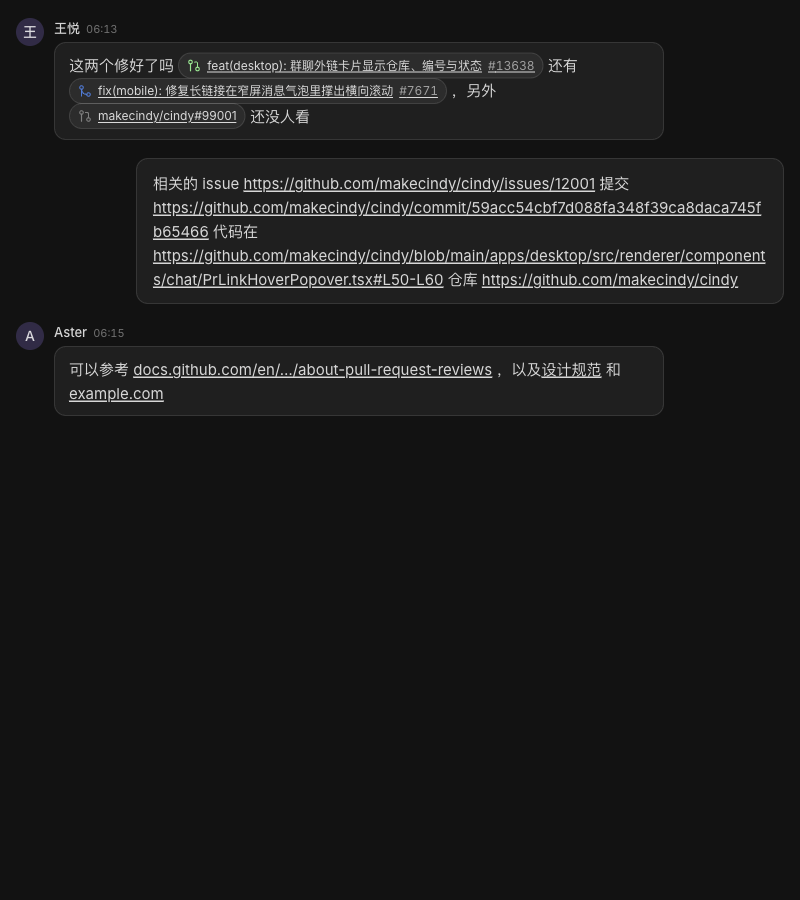 王 王悦 06:13
这两个修好了吗 feat(desktop): 群聊外链卡片显示仓库、编号与状态 #13638 还有
fix(mobile): 修复长链接在窄屏消息气泡里撑出横向滚动 #7671 ，另外
makecindy/cindy#99001 还没人看
相关的 issue https://github.com/makecindy/cindy/issues/12001 提交
https://github.com/makecindy/cindy/commit/59acc54cbf7d088fa348f39ca8daca745f
b65466 代码在
https://github.com/makecindy/cindy/blob/main/apps/desktop/src/renderer/component
s/chat/PrLinkHoverPopover.tsx#L50-L60 仓库 https://github.com/makecindy/cindy
A Aster 06:15
可以参考 docs.github.com/en/…/about-pull-request-reviews ，以及设计规范 和
example.com